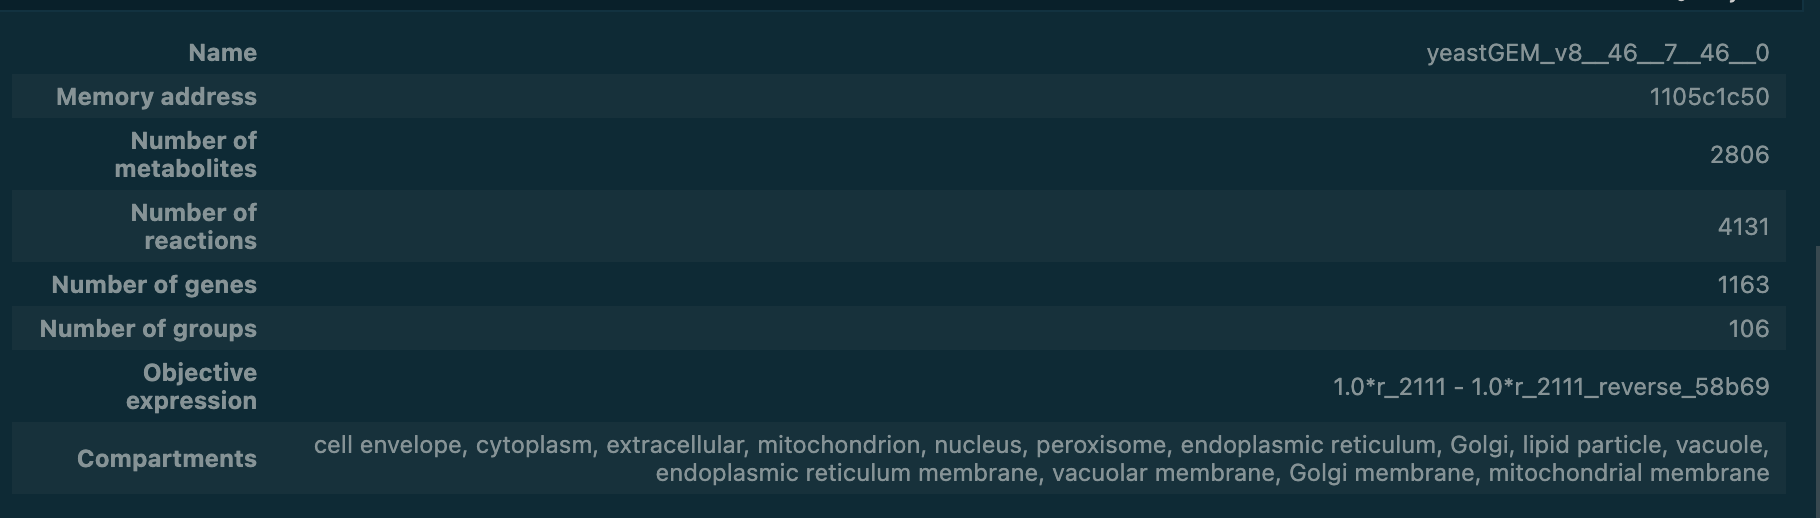 Name yeastGEM_v8__46__7__46__0
Memory address 1105c1c50
Number of
metabolites 2806
Number of
reactions 4131
Number of genes 1163
Number of groups 106
Objective
expression 1.0*r_2111 - 1.0*r_2111_reverse_58b69
Compartments cell envelope, cytoplasm, extracellular, mitochondrion, nucleus, peroxisome, endoplasmic reticulum, Golgi, lipid particle, vacuole,
endoplasmic reticulum membrane, vacuolar membrane, Golgi membrane, mitochondrial membrane